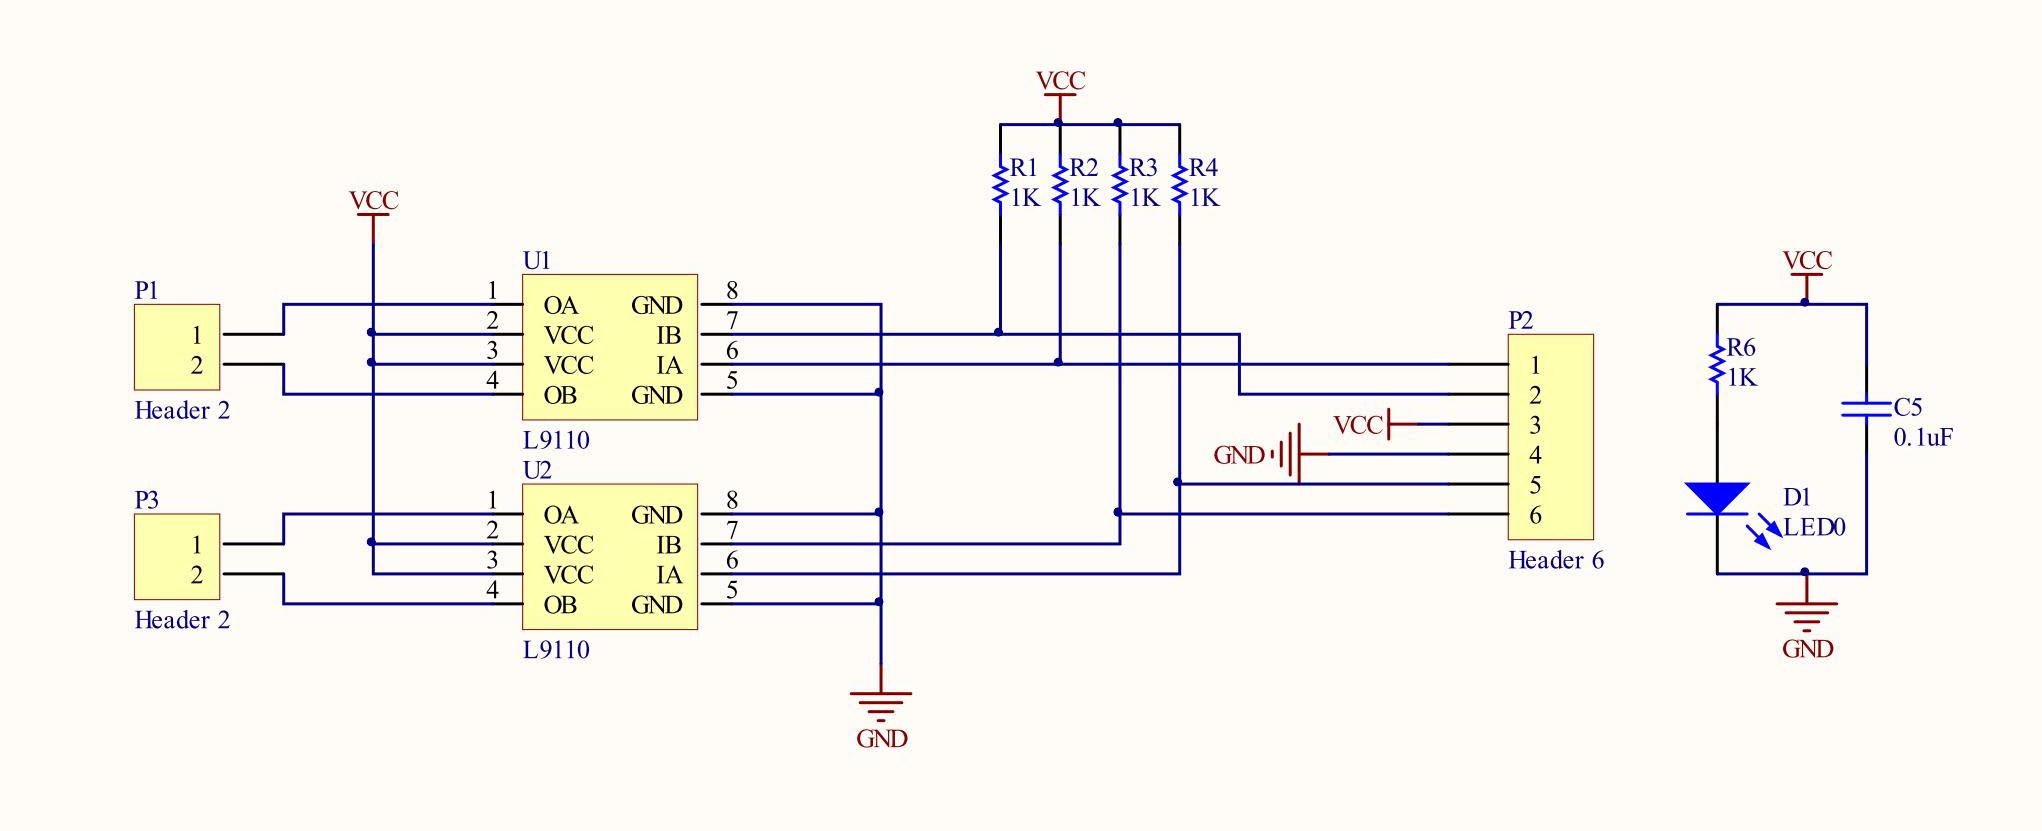 VCC
R1
1K
R2
1K
R3
1K
R4
1K
VCC
U1
P1
1
2
Header 2
1
2
3
4
OA
VCC
VCC
OB
GND
IB
IA
GND
8
7
6
5
L9110
U2
P3
1
2
Header 2
1
2
3
4
OA
VCC
VCC
OB
GND
IB
IA
GND
8
7
6
5
L9110
GND
P2
1
2
3
4
5
6
VCC
GND
Header 6
VCC
R6
1K
C5
0.1uF
D1
LED0
GND